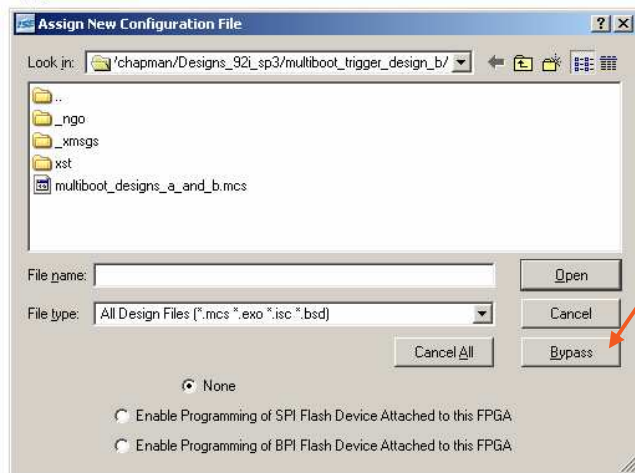 ISE Assign New Configuration File
Look in: 'chapman/Designs_92i_sp3/multiboot_trigger_design_b/
..
_ngo
_xmsgs
xst
multiboot_designs_a_and_b.mcs
File name: Open
File type: All Design Files (*.mcs *.exo *.isc *.bsd) Cancel
Cancel All Bypass
None
Enable Programming of SPI Flash Device Attached to this FPGA
Enable Programming of BPI Flash Device Attached to this FPGA